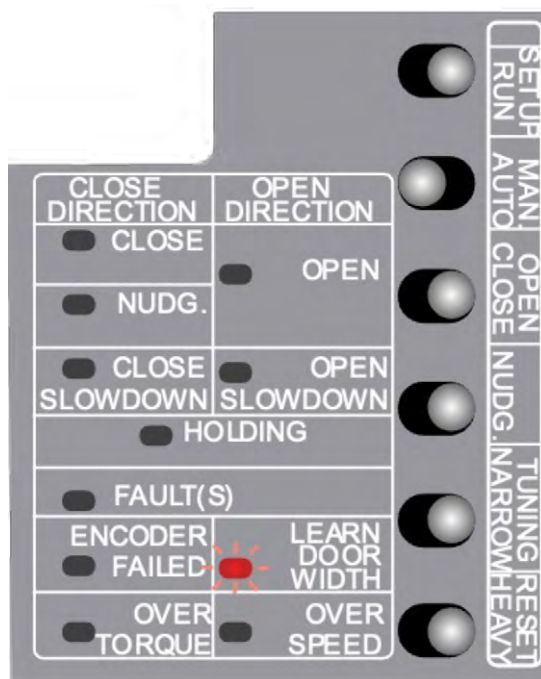 CLOSE DIRECTION
OPEN DIRECTION
CLOSE
OPEN
NUDG.
CLOSE SLOWDOWN
OPEN SLOWDOWN
HOLDING
FAULT(S)
ENCODER FAILED
LEARN DOOR WIDTH
OVER TORQUE
OVER SPEED
SETUP
RUN
MAN.
AUTO
OPEN
CLOSE
NUDG.
TUNING
NARROW
RESET
HEAVY